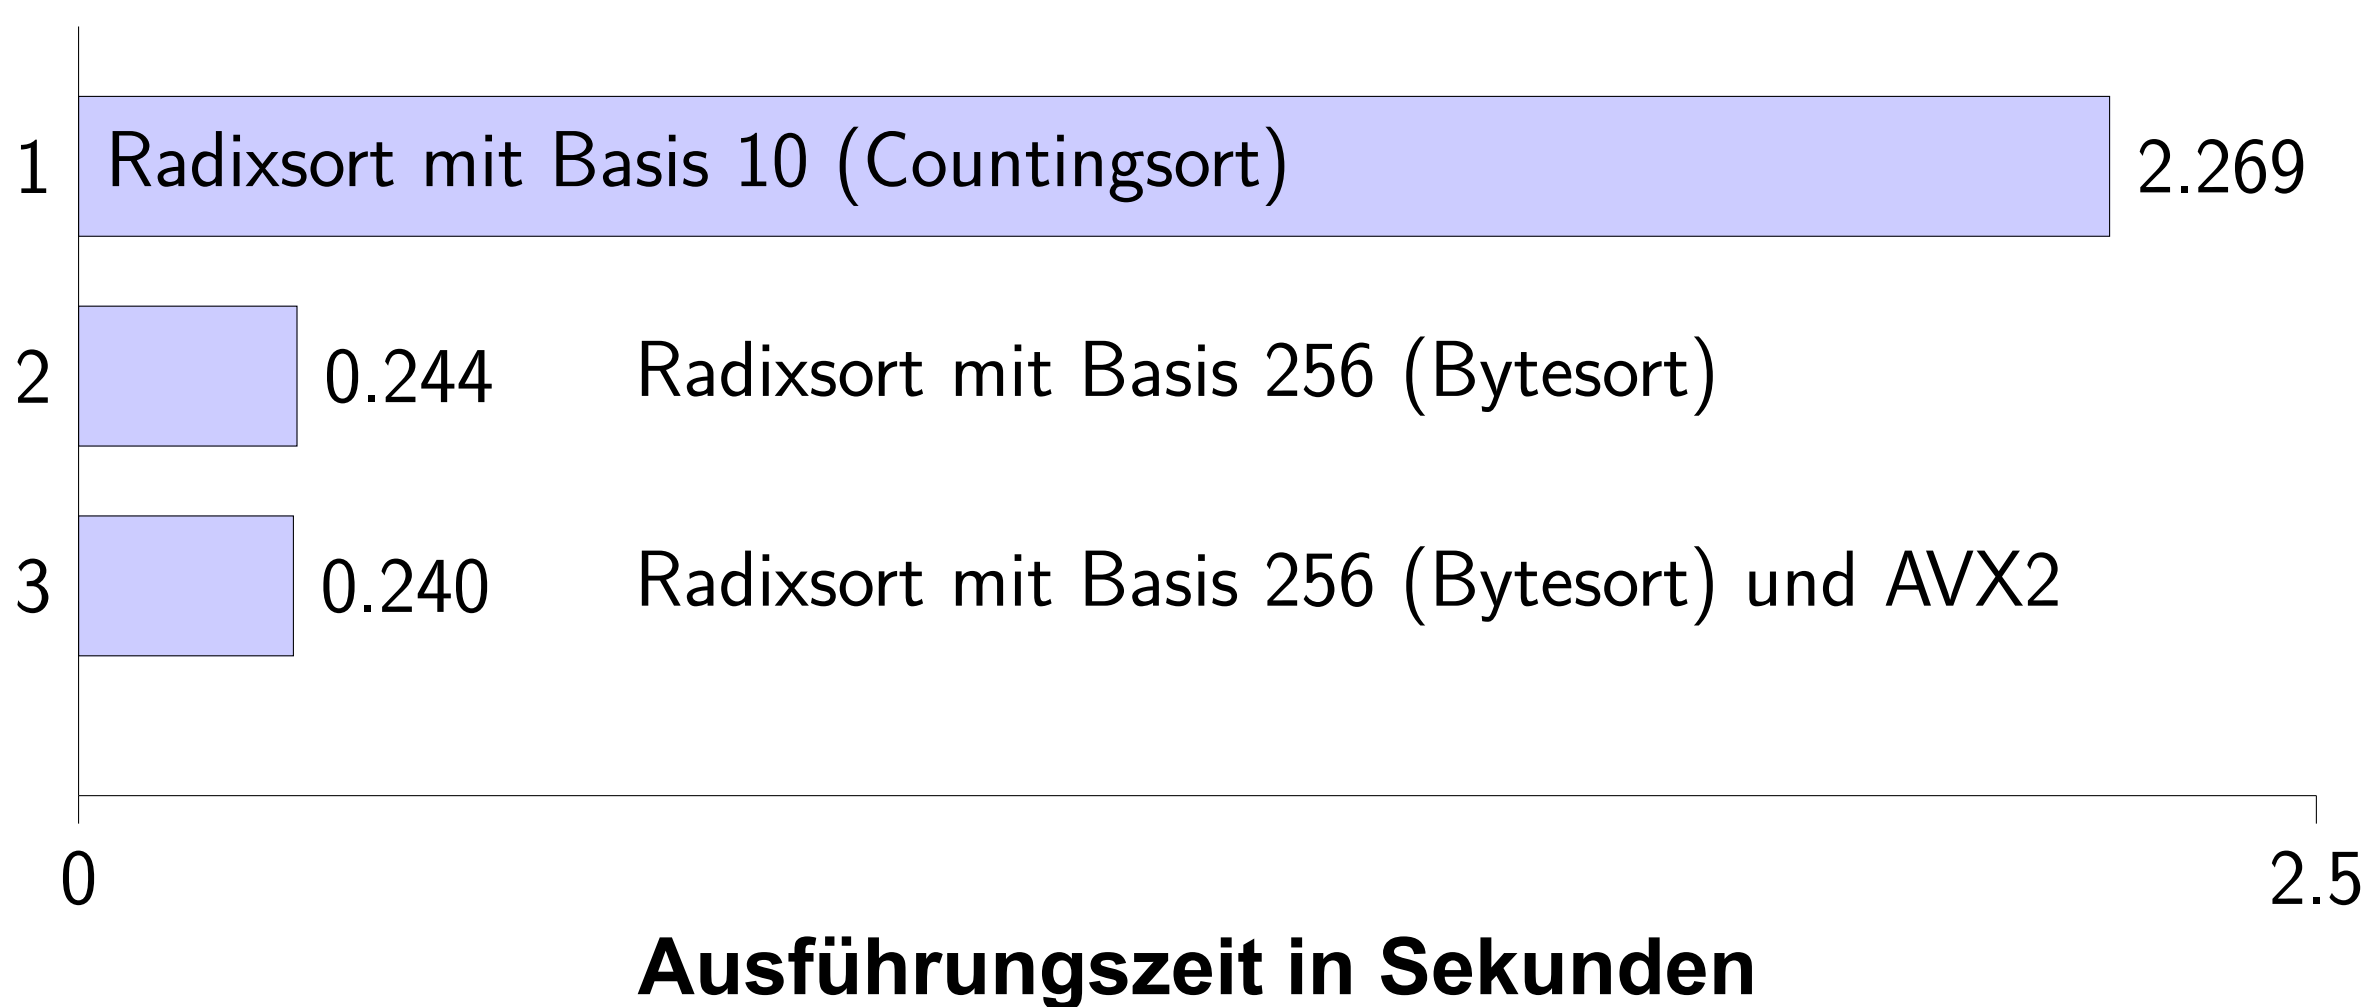 1 Radixsort mit Basis 10 (Countingsort) 2.269
2 0.244 Radixsort mit Basis 256 (Bytesort)
3 0.240 Radixsort mit Basis 256 (Bytesort) und AVX2
0 2.5
Ausführungszeit in Sekunden